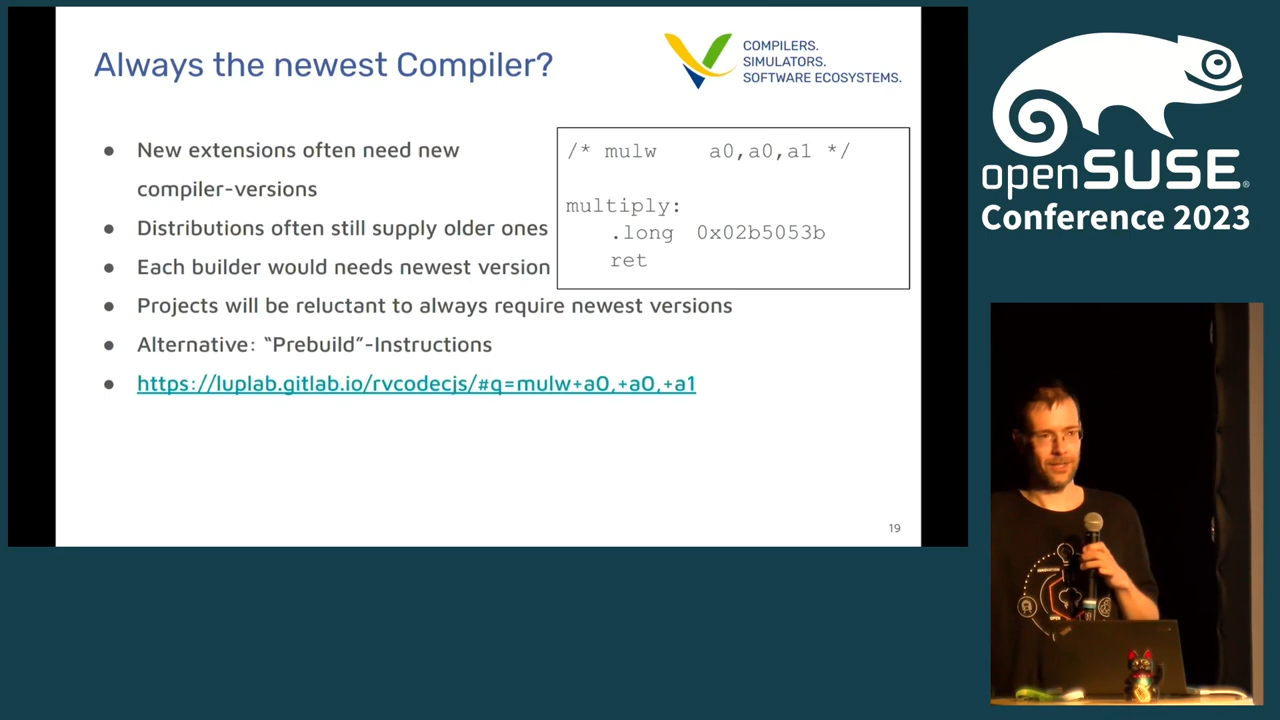 Always the newest Compiler?
COMPILERS.
SIMULATORS.
SOFTWARE ECOSYSTEMS.
● New extensions often need new
compiler-versions
● Distributions often still supply older ones
● Each builder would needs newest version
● Projects will be reluctant to always require newest versions
● Alternative: “Prebuild”-Instructions
● https://luplab.gitlab.io/rvcodecjs/#q=mulw+a0,+a0,+a1
/* mulw a0,a0,a1 */
multiply:
.long 0x02b5053b
ret
19
openSUSE®
Conference 2023